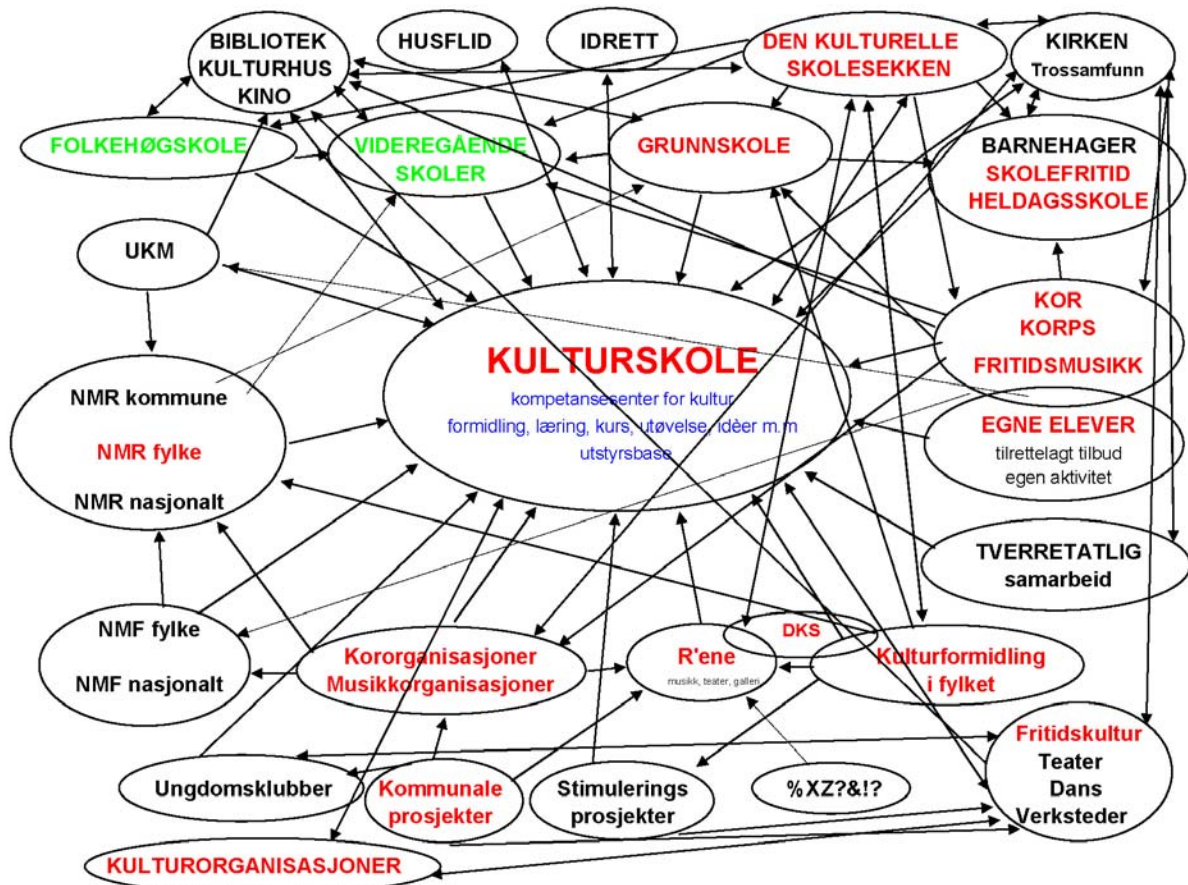 BIBLIOTEK
KULTURHUS
KINO
HUSFLID
IDRETT
DEN KULTURELLE
SKOLESEKKEN
KIRKEN
Trossamfunn
FOLKEHØGSKOLE
VIDEREGÅENDE
SKOLER
GRUNNSKOLE
BARNEHAGER
SKOLEFRITID
HELDAGSSKOLE
UKM
KOR
KORPS
FRITIDSMUSIKK
KULTURSKOLE
kompetansesenter for kultur
formidling, læring, kurs, utøvelse, idèer m.m
utstyrsbase
NMR kommune
NMR fylke
NMR nasjonalt
EGNE ELEVER
tilrettelagt tilbud
egen aktivitet
TVERRETATLIG
samarbeid
NMF fylke
NMF nasjonalt
Kororganisasjoner
Musikkorganisasjoner
R'ene
musikk, teater, galleri
DKS
Kulturformidling
i fylket
Fritidskultur
Teater
Dans
Verksteder
Ungdomsklubber
Kommunale
prosjekter
Stimulerings
prosjekter
%XZ?&!?
KULTURORGANISASJONER